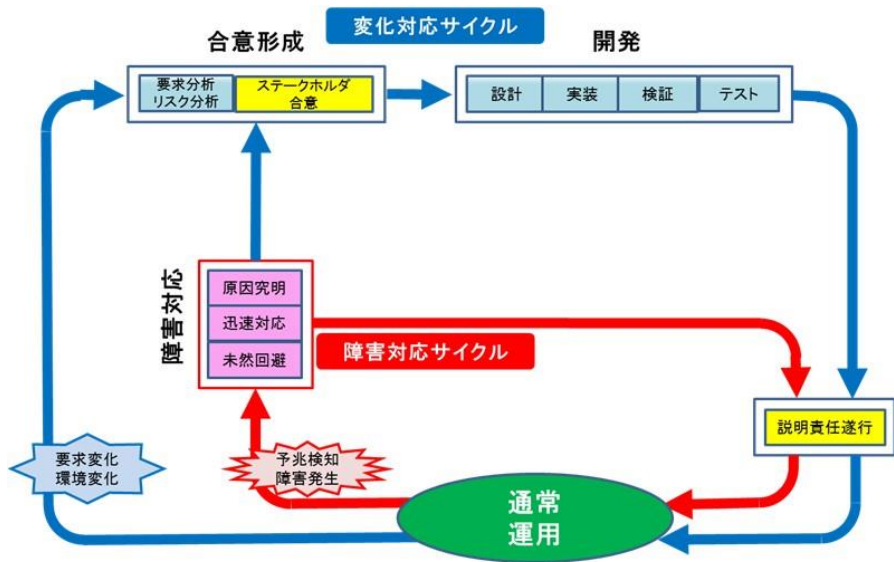 変化対応サイクル
合意形成
開発
要求分析
リスク分析
ステークホルダ
合意
設計
実装
検証
テスト
障害対応
原因究明
迅速対応
未然回避
障害対応サイクル
説明責任遂行
要求変化
環境変化
予兆検知
障害発生
通常
運用